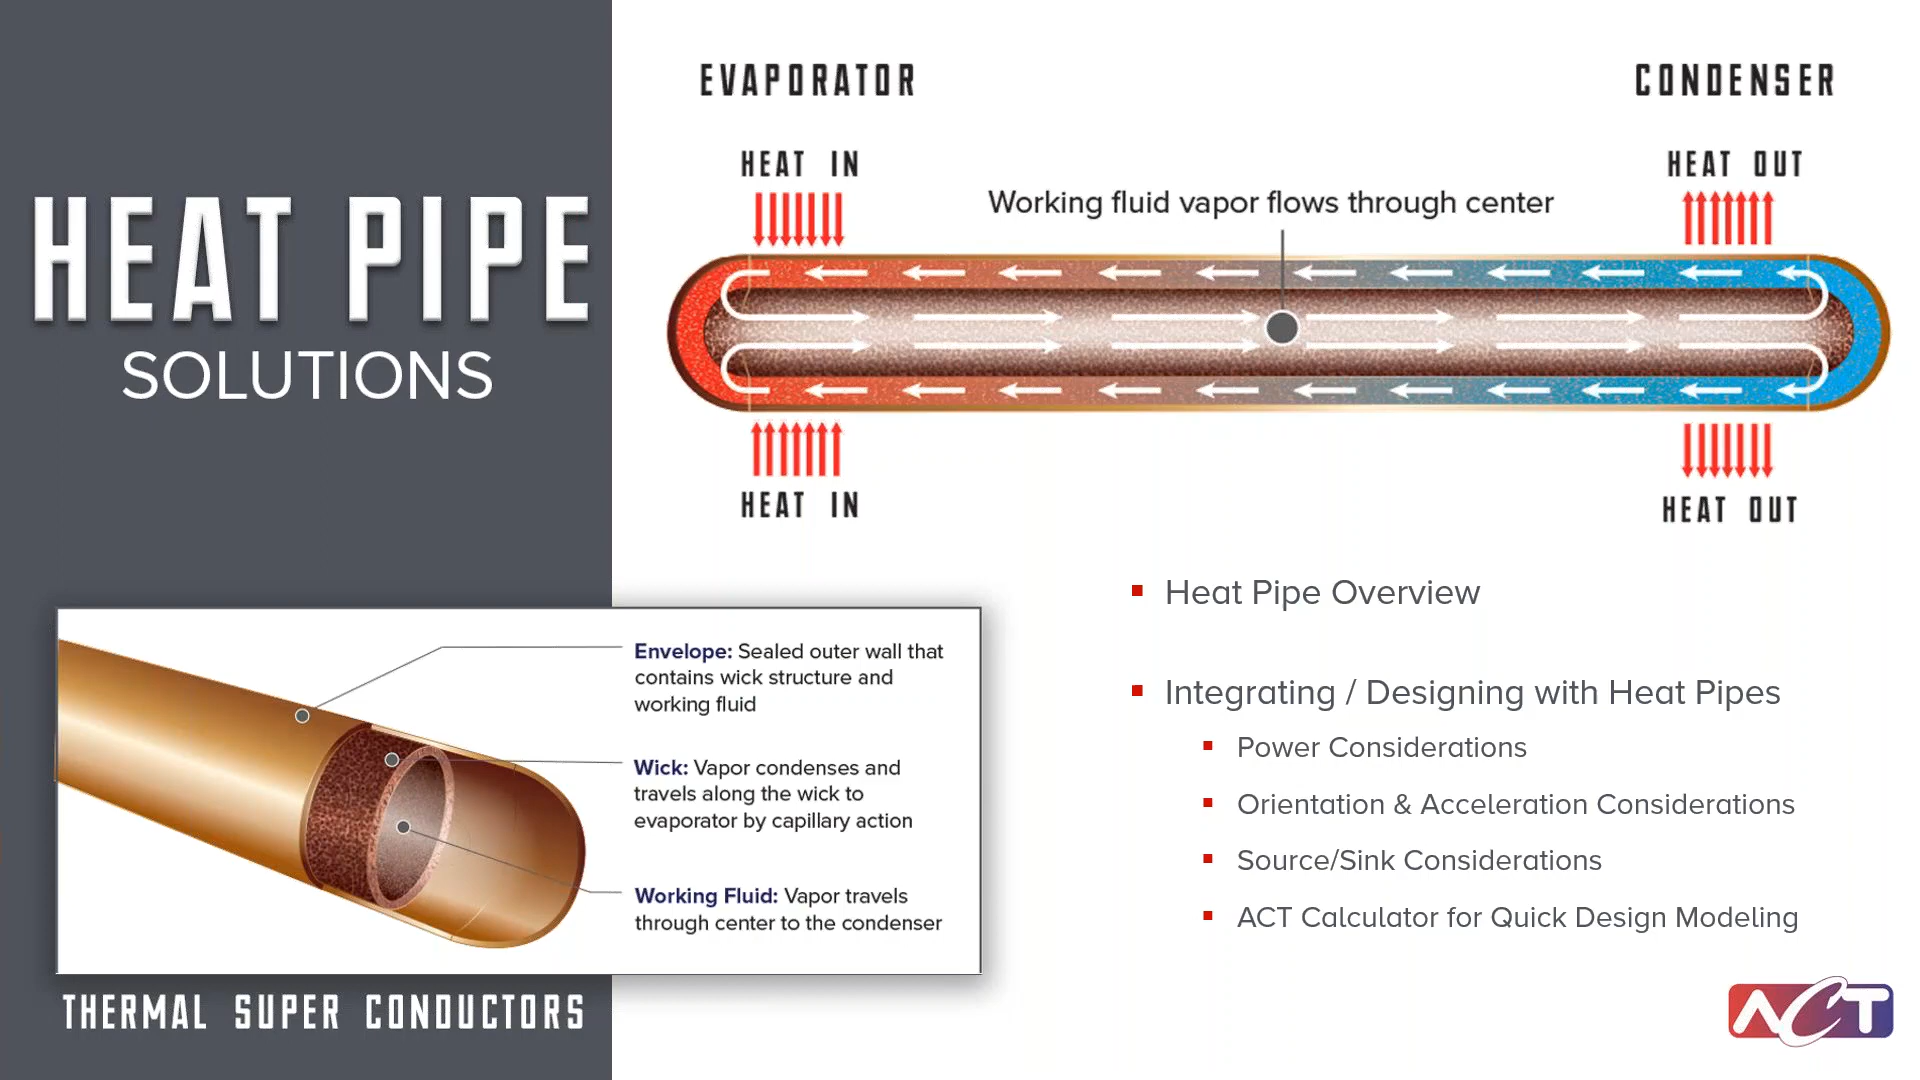 HEAT PIPE
SOLUTIONS
EVAPORATOR
CONDENSER
HEAT IN
HEAT OUT
Working fluid vapor flows through center
HEAT IN
HEAT OUT
Envelope: Sealed outer wall that
contains wick structure and
working fluid
Wick: Vapor condenses and
travels along the wick to
evaporator by capillary action
Working Fluid: Vapor travels
through center to the condenser
THERMAL SUPER CONDUCTORS
Heat Pipe Overview
Integrating / Designing with Heat Pipes
Power Considerations
Orientation & Acceleration Considerations
Source/Sink Considerations
ACT Calculator for Quick Design Modeling
ACT